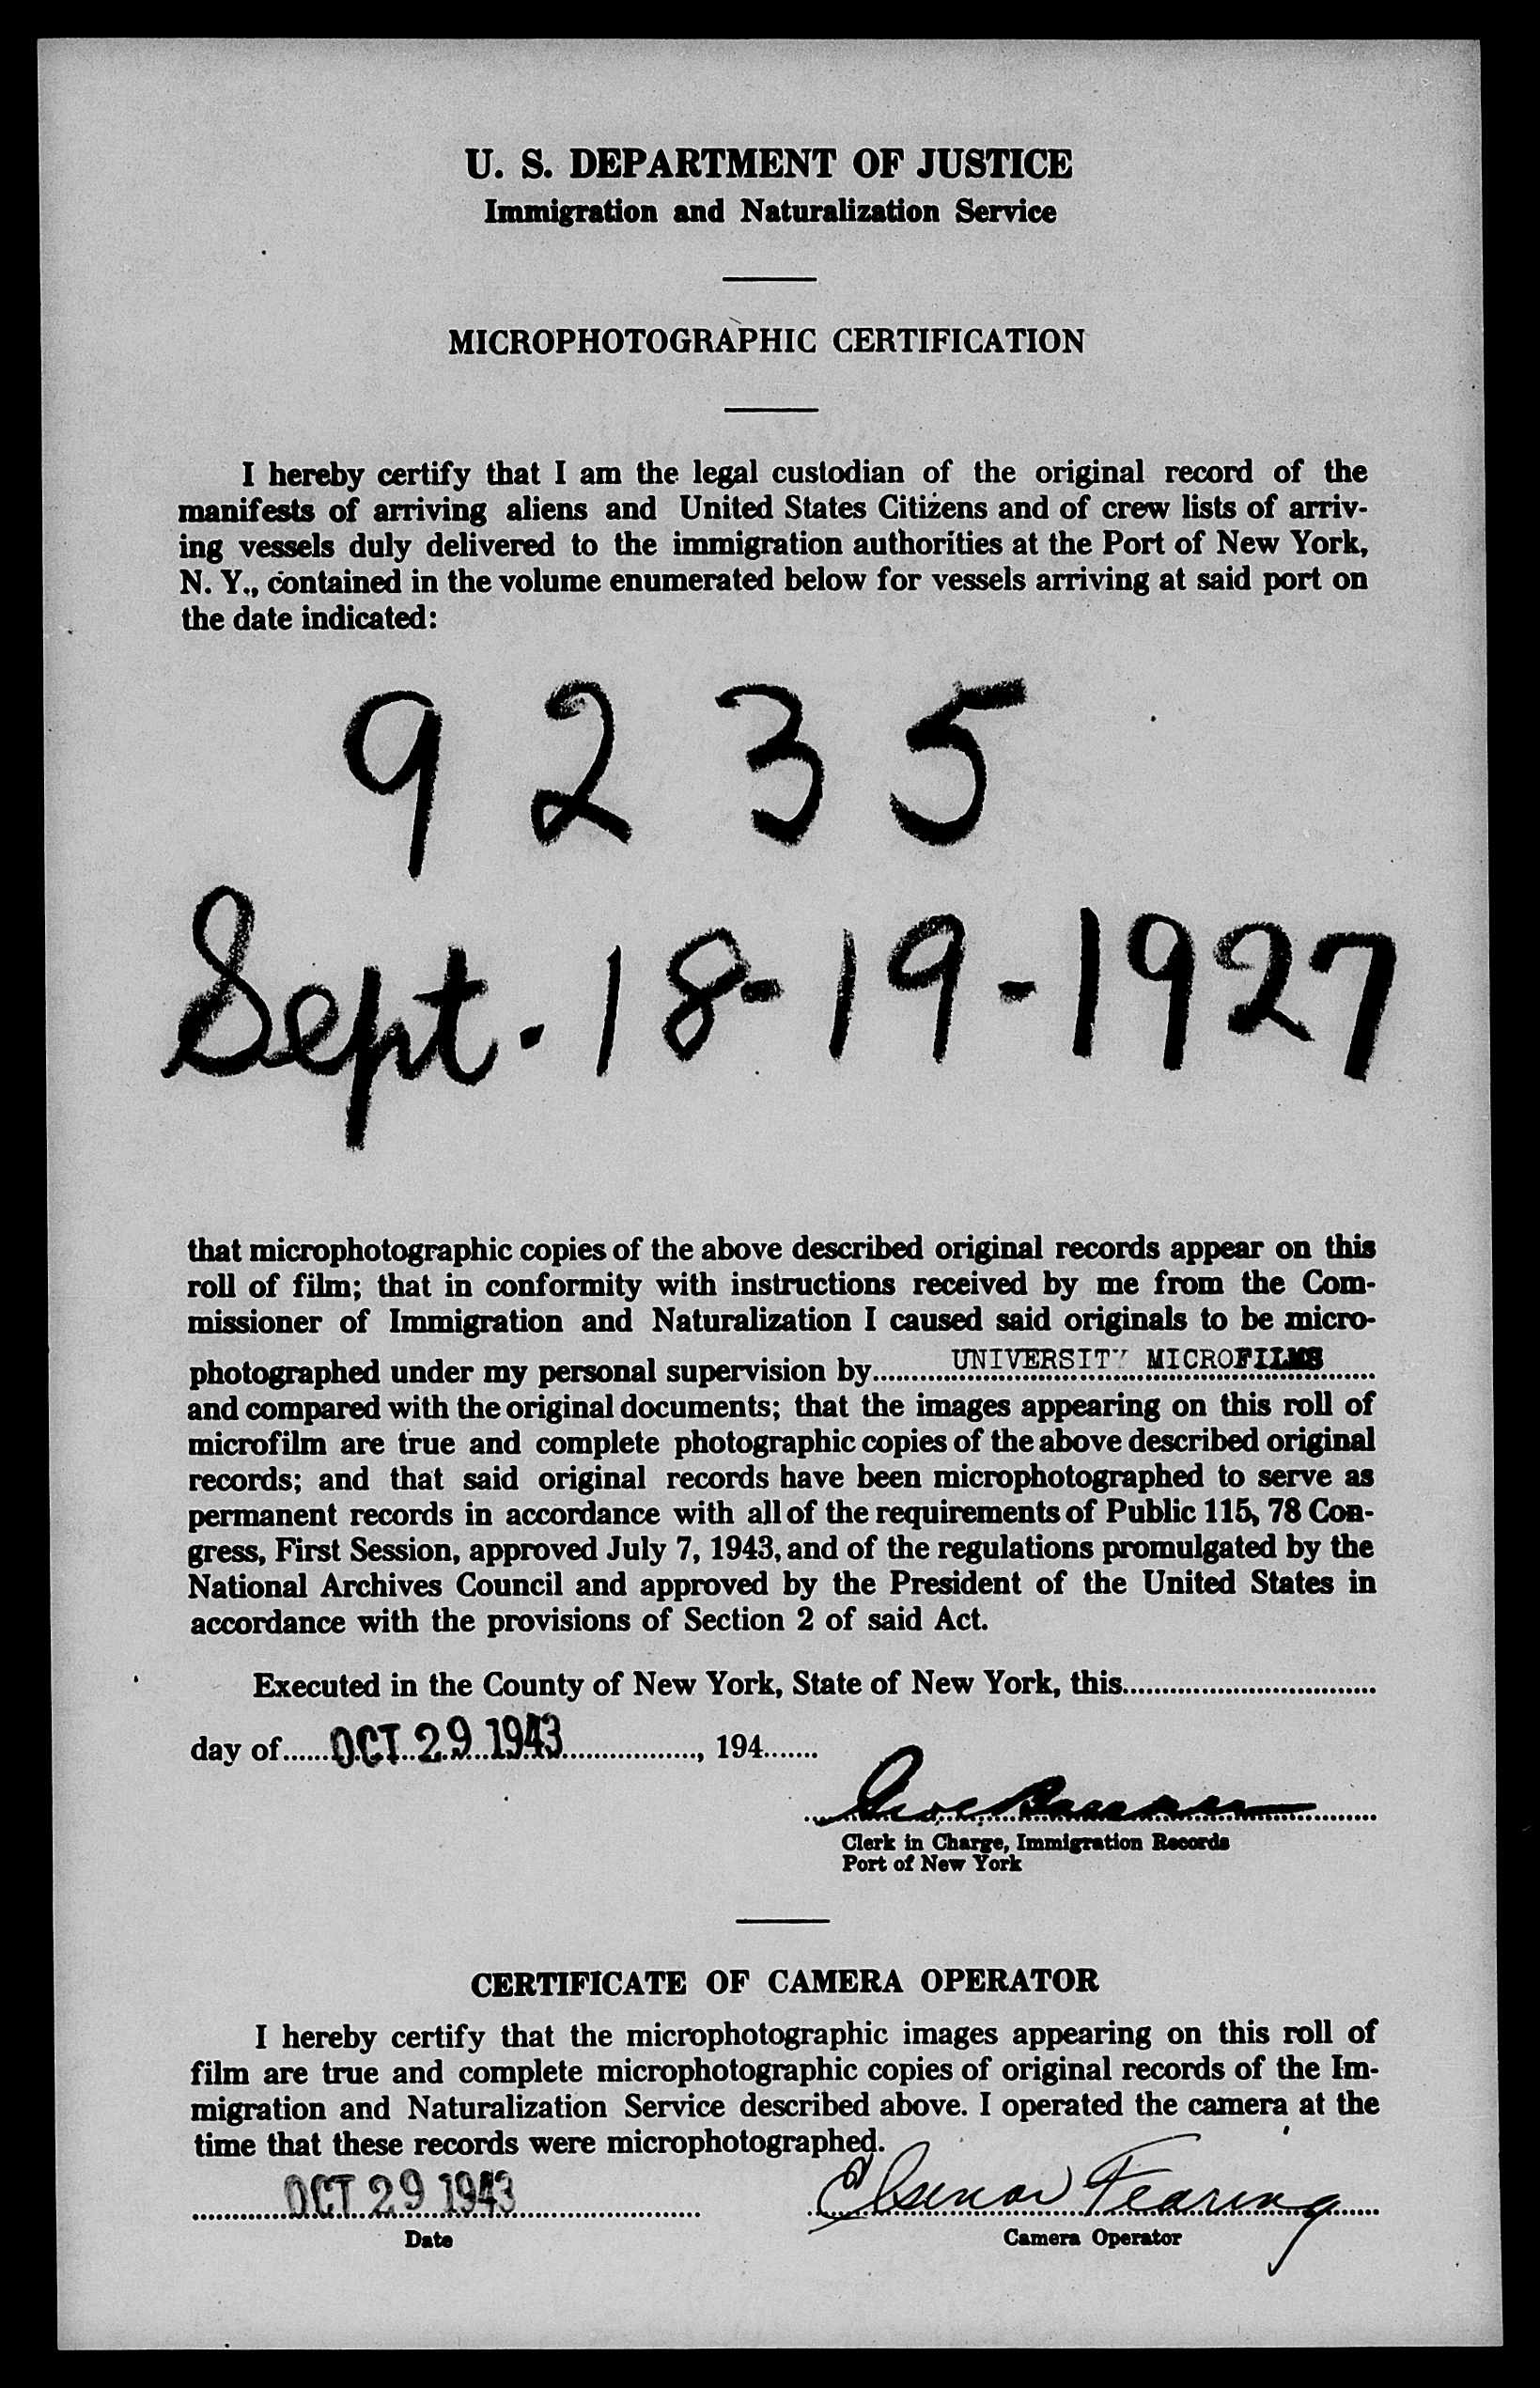 U. S. DEPARTMENT OF JUSTICE
Immigration and Naturalization Service
MICROPHOTOGRAPHIC CERTIFICATION
I hereby certify that I am the legal custodian of the original record of the
manifests of arriving aliens and United States Citizens and of crew lists of arriv-
ing vessels duly delivered to the immigration authorities at the Port of New York,
N. Y., contained in the volume enumerated below for vessels arriving at said port on
the date indicated:
9 2 3 5
Sept. 18-19-1927
that microphotographic copies of the above described original records appear on this
roll of film; that in conformity with instructions received by me from the Com-
missioner of Immigration and Naturalization I caused said originals to be micro-
photographed under my personal supervision by UNIVERSITY MICROFILMS
and compared with the original documents; that the images appearing on this roll of
microfilm are true and complete photographic copies of the above described original
records; and that said original records have been microphotographed to serve as
permanent records in accordance with all of the requirements of Public 115, 78 Con-
gress, First Session, approved July 7, 1943, and of the regulations promulgated by the
National Archives Council and approved by the President of the United States in
accordance with the provisions of Section 2 of said Act.
Executed in the County of New York, State of New York, this
day of OCT 29 1943, 194
Clerk in Charge, Immigration Records
Port of New York
CERTIFICATE OF CAMERA OPERATOR
I hereby certify that the microphotographic images appearing on this roll of
film are true and complete microphotographic copies of original records of the Im-
migration and Naturalization Service described above. I operated the camera at the
time that these records were microphotographed.
OCT 29 1943 Fearing
Date Camera Operator